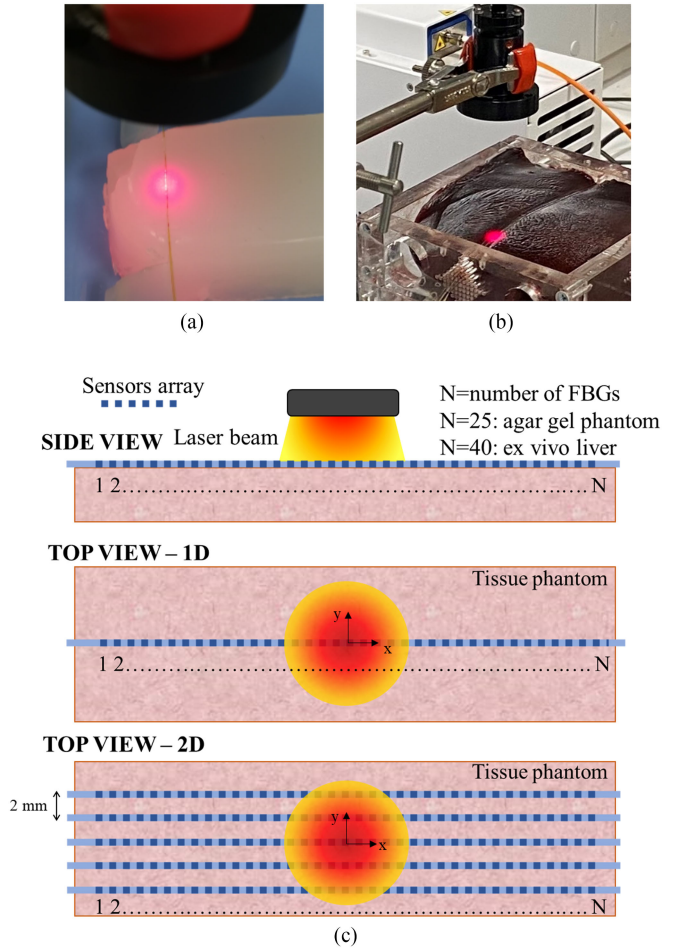 (a)
(b)
Sensors array
N=number of FBGs
N=25: agar gel phantom
N=40: ex vivo liver
SIDE VIEW
Laser beam
1 2……………………………………………….…. N
TOP VIEW – 1D
Tissue phantom
y
x
1 2……………………………………………….…. N
TOP VIEW – 2D
Tissue phantom
2 mm
y
x
1 2……………………………………………….…. N
(c)